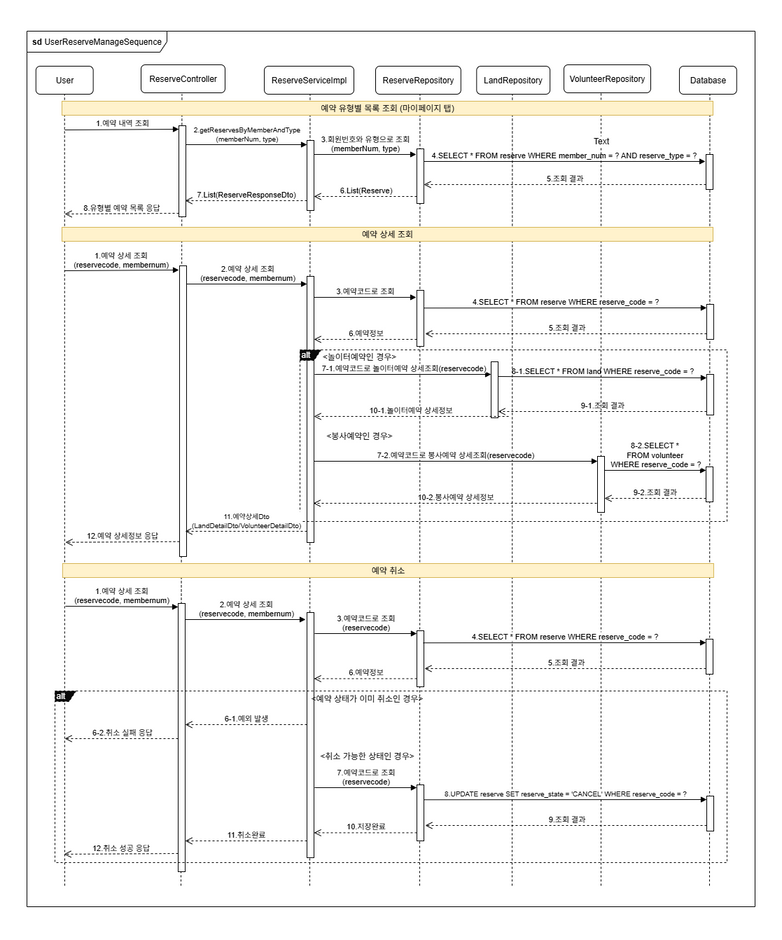 sd UserReserveManageSequence
User
ReserveController
ReserveServiceImpl
ReserveRepository
LandRepository
VolunteerRepository
Database
예약 유형별 목록 조회 (마이페이지 탭)
1.예약 내역 조회
2.getReservesByMemberAndType
(memberNum, type)
3.회원번호와 유형으로 조회
(memberNum, type)
Text
4.SELECT * FROM reserve WHERE member_num = ? AND reserve_type = ?
5.조회 결과
6.List(Reserve)
7.List(ReserveResponseDto)
8.유형별 예약 목록 응답
예약 상세 조회
1.예약 상세 조회
(reservecode, membernum)
2.예약 상세 조회
(reservecode, membernum)
3.예약코드로 조회
4.SELECT * FROM reserve WHERE reserve_code = ?
5.조회 결과
6.예약정보
alt
<놀이터예약인 경우>
7-1.예약코드로 놀이터예약 상세조회(reservecode)
8-1.SELECT * FROM land WHERE reserve_code = ?
9-1.조회 결과
10-1.놀이터예약 상세정보
<봉사예약인 경우>
7-2.예약코드로 봉사예약 상세조회(reservecode)
8-2.SELECT *
FROM volunteer
WHERE reserve_code = ?
9-2.조회 결과
10-2.봉사예약 상세정보
11.예약상세Dto
(LandDetailDto/VolunteerDetailDto)
12.예약 상세정보 응답
예약 취소
1.예약 상세 조회
(reservecode, membernum)
2.예약 상세 조회
(reservecode, membernum)
3.예약코드로 조회
(reservecode)
4.SELECT * FROM reserve WHERE reserve_code = ?
5.조회 결과
6.예약정보
alt
<예약 상태가 이미 취소인 경우>
6-1.예외 발생
6-2.취소 실패 응답
<취소 가능한 상태인 경우>
7.예약코드로 조회
(reservecode)
8.UPDATE reserve SET reserve_state = 'CANCEL' WHERE reserve_code = ?
9.조회 결과
10.저장완료
11.취소완료
12.취소 성공 응답